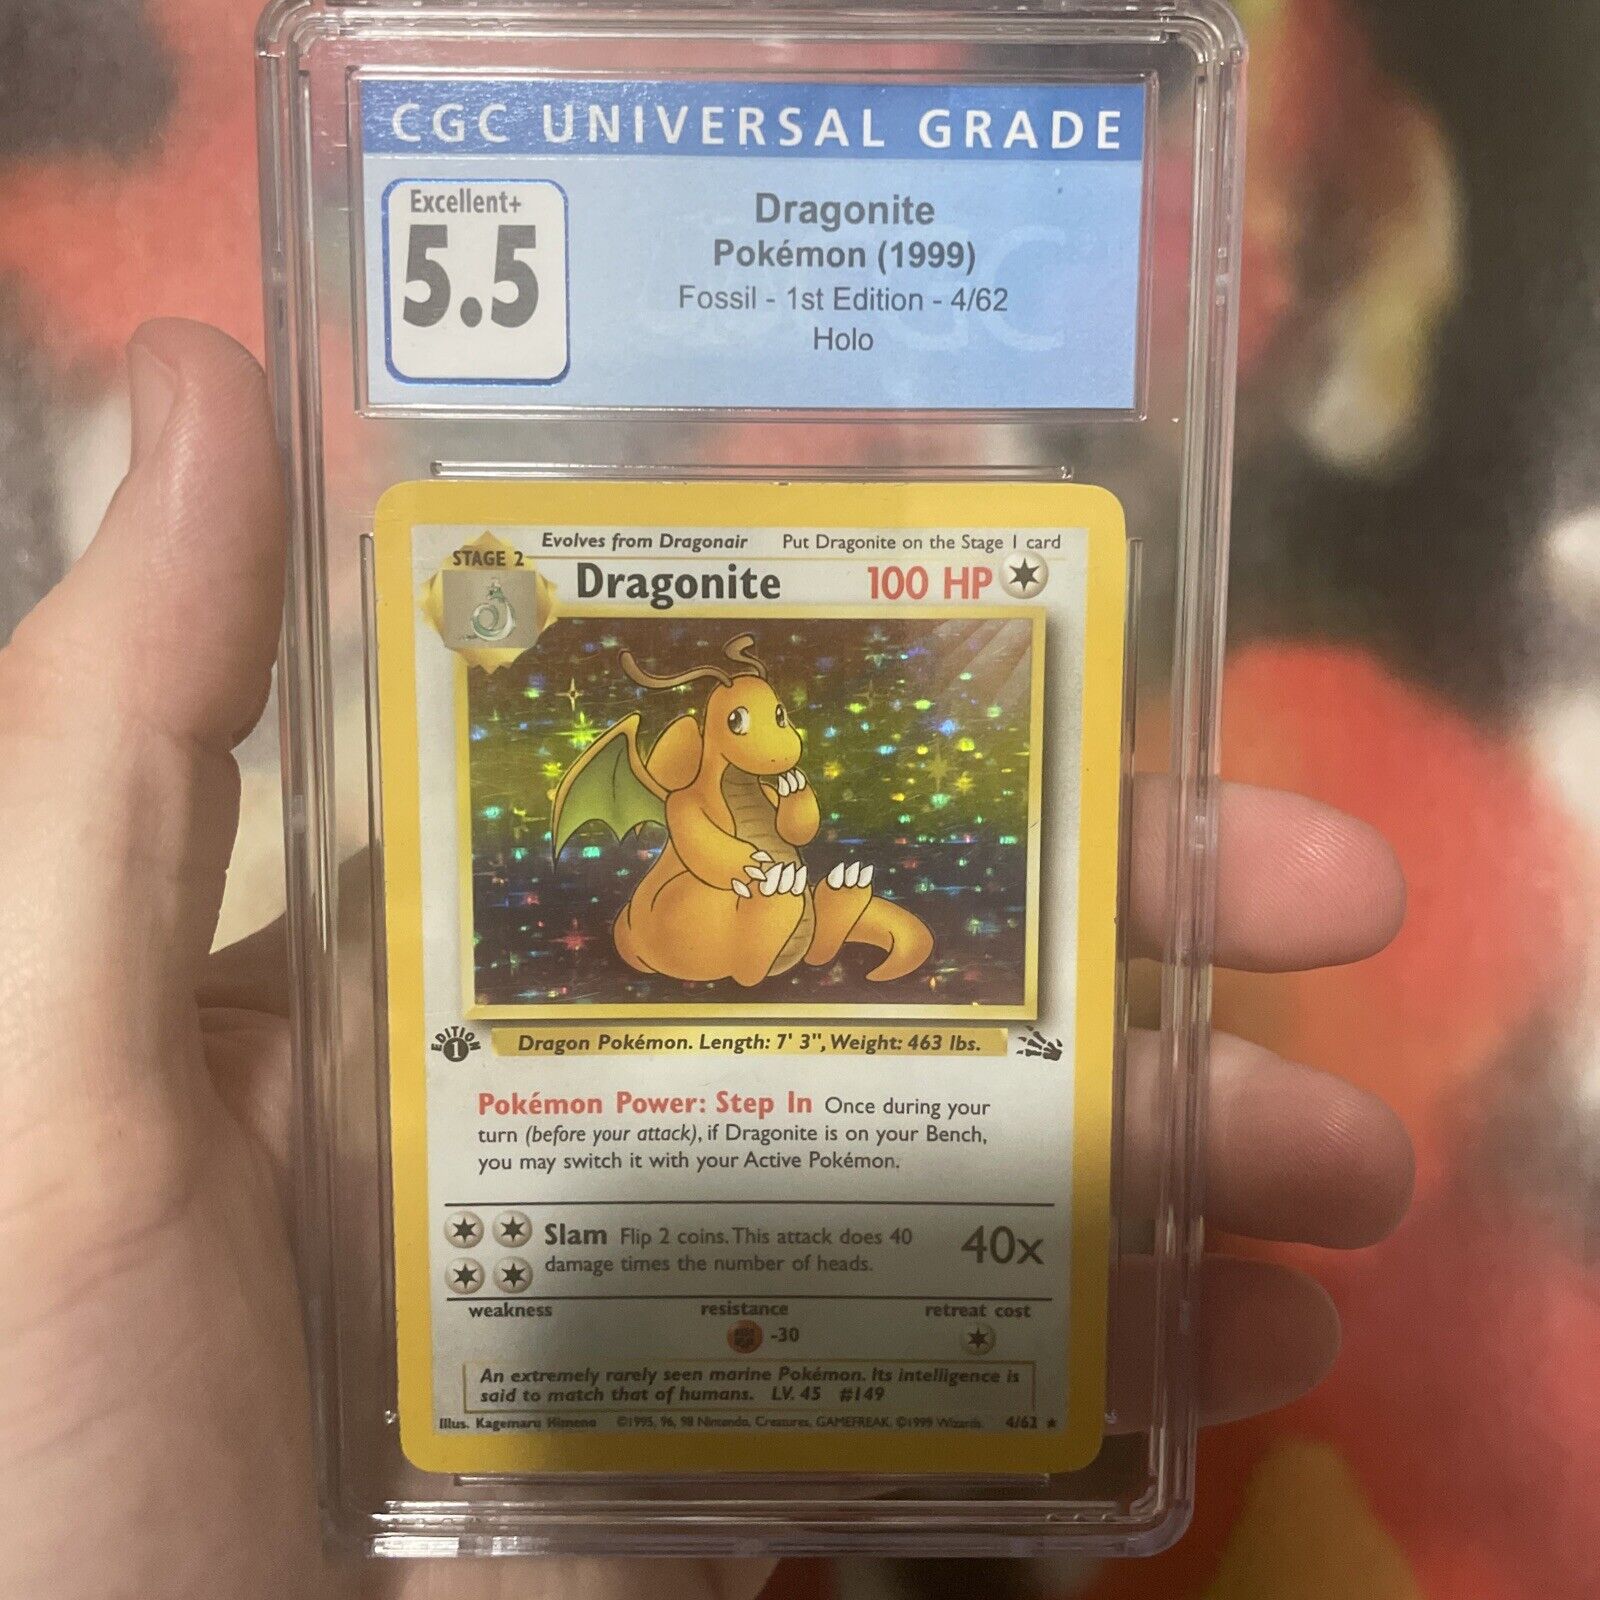 CGC UNIVERSAL GRADE
Excellent+
5.5
Dragonite
Pokémon (1999)
Fossil - 1st Edition - 4/62
Holo
Evolves from Dragonair Put Dragonite on the Stage 1 card
STAGE 2
Dragonite 100 HP
EDITION
1
Dragon Pokémon. Length: 7' 3", Weight: 463 lbs.
Pokémon Power: Step In Once during your
turn (before your attack), if Dragonite is on your Bench,
you may switch it with your Active Pokémon.
Slam Flip 2 coins. This attack does 40
damage times the number of heads.
40x
weakness resistance retreat cost
-30
An extremely rarely seen marine Pokémon. Its intelligence is
said to match that of humans. LV. 45 #149
Illus. Kagemaru Himeno ©1995, 96, 98 Nintendo, Creatures, GAMEFREAK. ©1999 Wizards. 4/62 ★